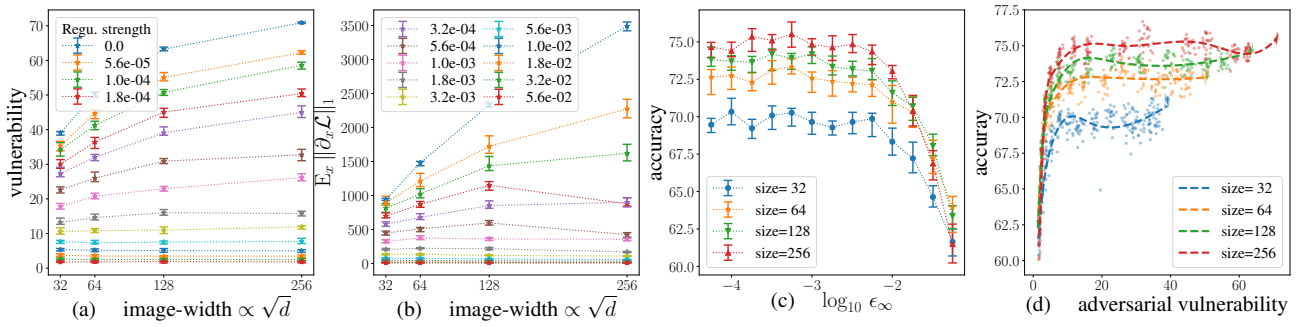 vulnerability
70
60
50
40
30
20
10
0
Regu. strength
0.0
5.6e-05
1.0e-04
1.8e-04
32 64 128 256
(a) image-width ∝ √d
E_x ||∂_x L||_1
3500
3000
2500
2000
1500
1000
500
0
3.2e-04 5.6e-03
5.6e-04 1.0e-02
1.0e-03 1.8e-02
1.8e-03 3.2e-02
3.2e-03 5.6e-02
32 64 128 256
(b) image-width ∝ √d
accuracy
75.0
72.5
70.0
67.5
65.0
62.5
60.0
size= 32
size= 64
size=128
size=256
−4 −3 −2
(c) log₁₀ ϵ∞
accuray
77.5
75.0
72.5
70.0
67.5
65.0
62.5
60.0
size= 32
size= 64
size=128
size=256
0 20 40 60
(d) adversarial vulnerability